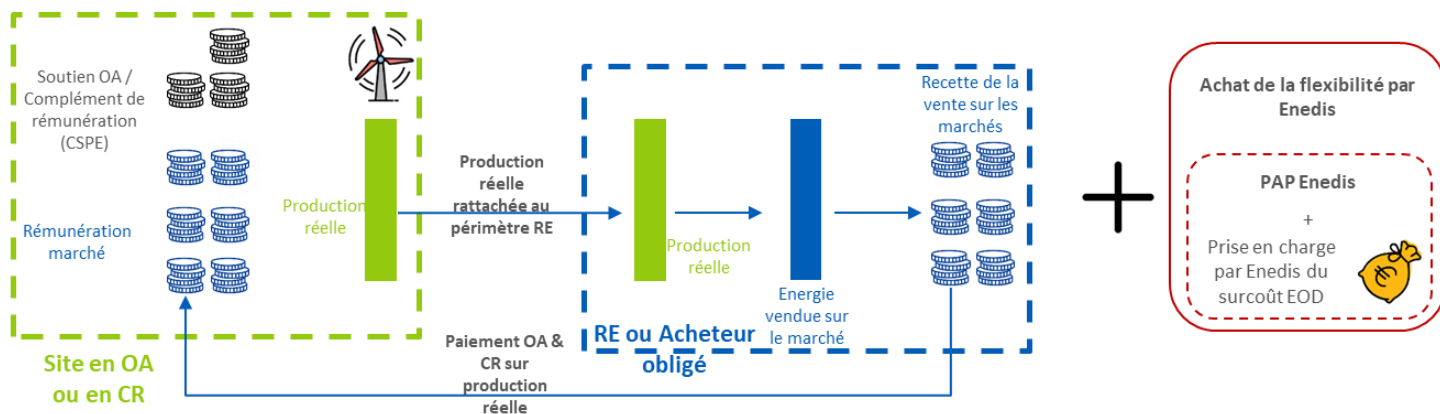 Soutien OA /
Complément de
rémunération
(CSPE)
Rémunération
marché
Production
réelle
Site en OA
ou en CR
Production
réelle
rattachée au
périmètre RE
Paiement OA &
CR sur
production
réelle
Production
réelle
Energie
vendue sur
le marché
RE ou Acheteur
obligé
Recette de la
vente sur les
marchés
Achat de la flexibilité par
Enedis
PAP Enedis
+
Prise en charge
par Enedis du
surcoût EOD